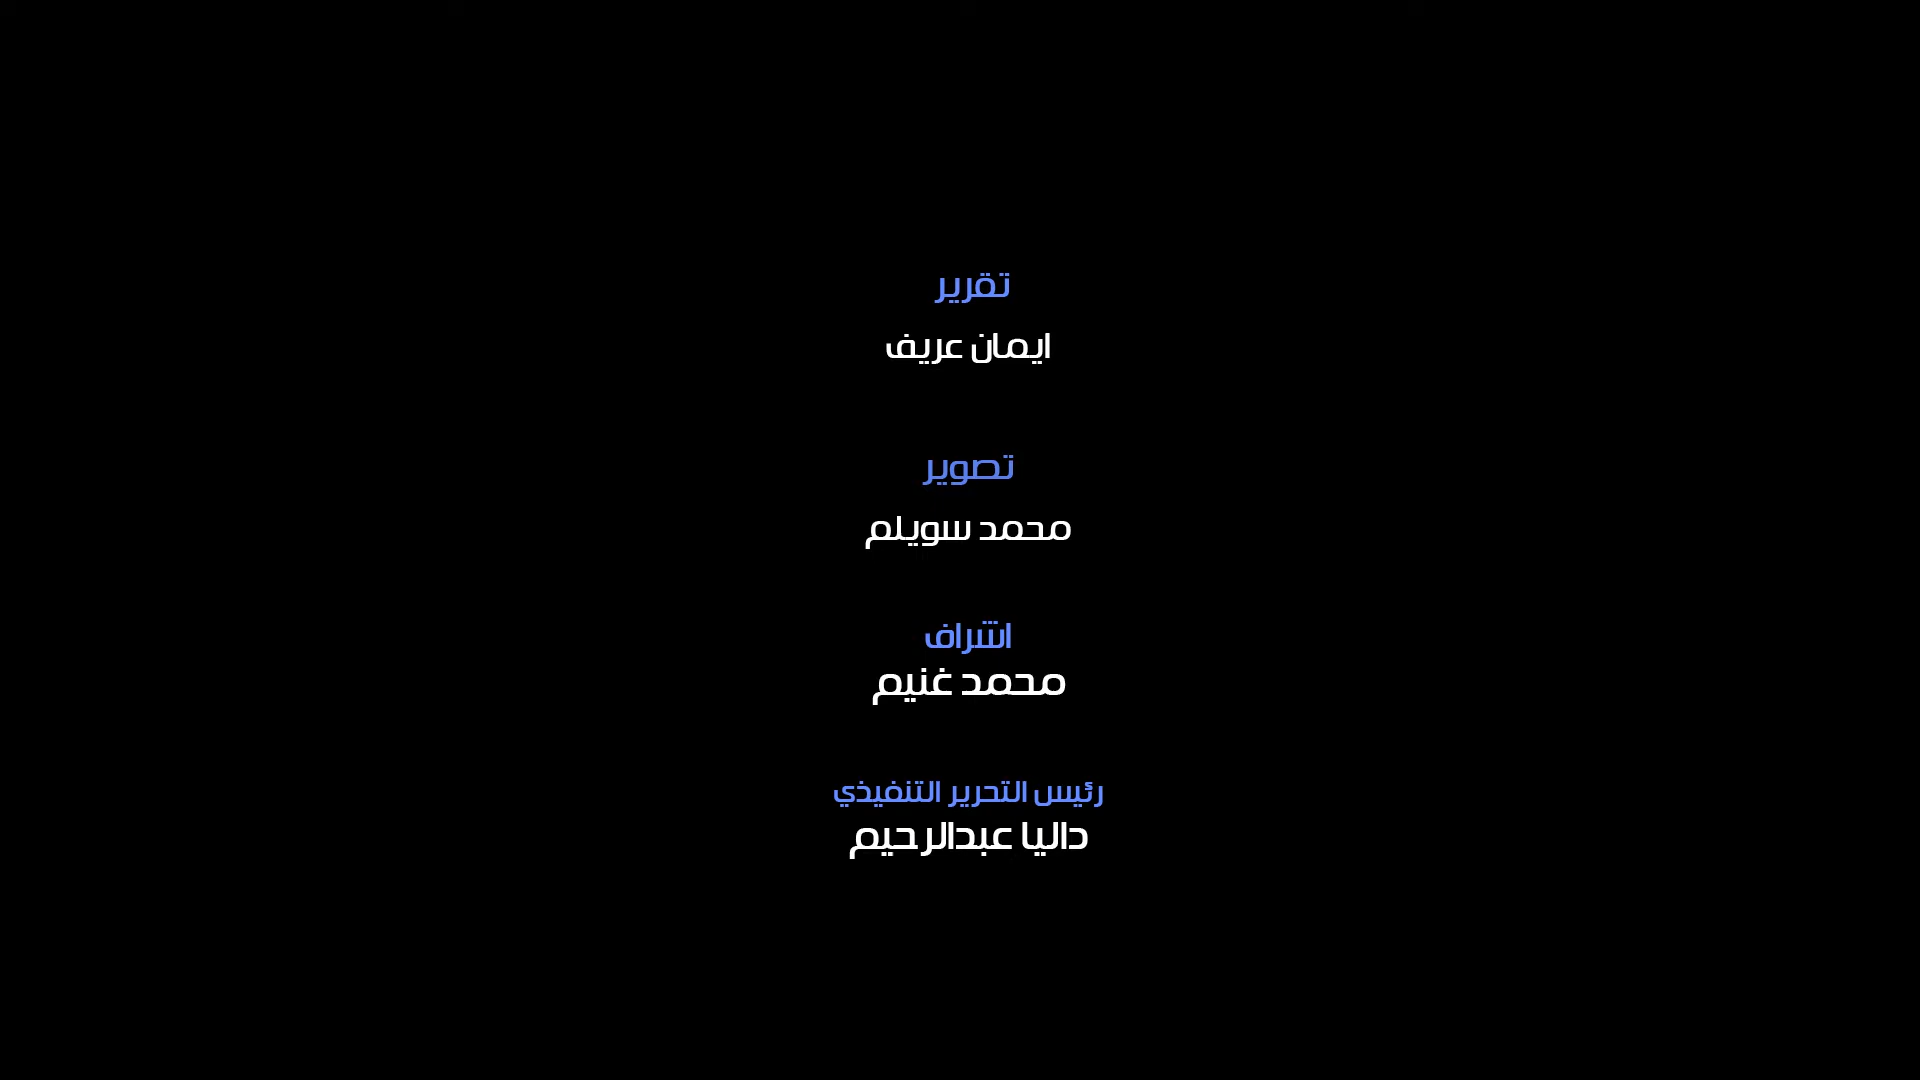 تقرير
ايمان عريف
تصوير
محمد سويلم
اشراف
محمد غنيم
رئيس التحرير التنفيذي
داليا عبدالرحيم